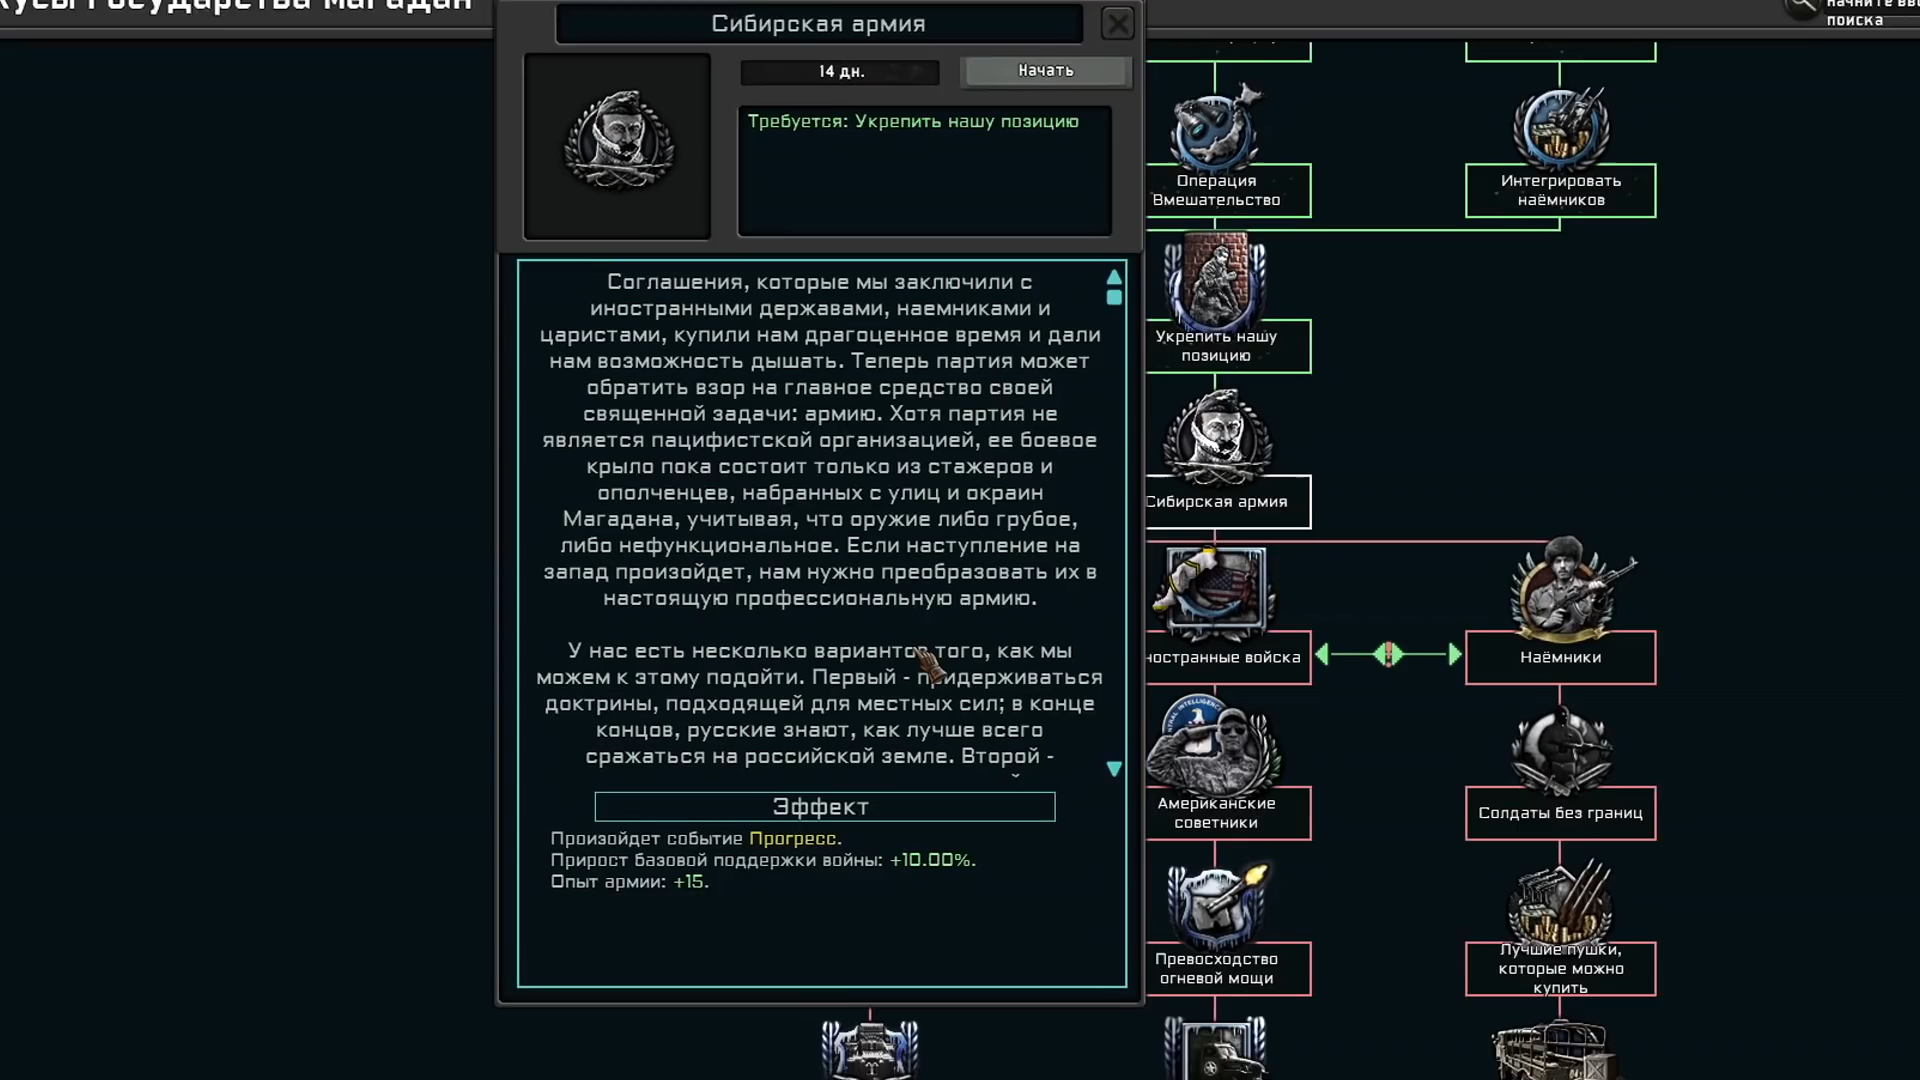 кусы Государства Магадан
Начните вво
поиска
Сибирская армия
14 дн.
Начать
Требуется: Укрепить нашу позицию
Соглашения, которые мы заключили с
иностранными державами, наемниками и
царистами, купили нам драгоценное время и дали
нам возможность дышать. Теперь партия может
обратить взор на главное средство своей
священной задачи: армию. Хотя партия не
является пацифистской организацией, ее боевое
крыло пока состоит только из стажеров и
ополченцев, набранных с улиц и окраин
Магадана, учитывая, что оружие либо грубое,
либо нефункциональное. Если наступление на
запад произойдет, нам нужно преобразовать их в
настоящую профессиональную армию.
У нас есть несколько вариантов того, как мы
можем к этому подойти. Первый - придерживаться
доктрины, подходящей для местных сил; в конце
концов, русские знают, как лучше всего
сражаться на российской земле. Второй -
Эффект
Произойдет событие Прогресс.
Прирост базовой поддержки войны: +10.00%.
Опыт армии: +15.
Операция
Вмешательство
Интегрировать
наёмников
Укрепить нашу
позицию
Сибирская армия
ностранные войска
Наёмники
Американские
советники
Солдаты без границ
Превосходство
огневой мощи
Лучшие пушки,
которые можно
купить